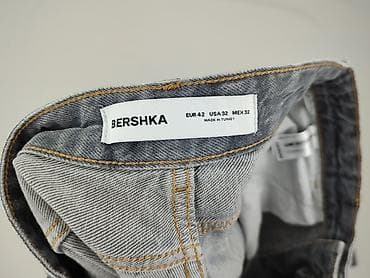 BERSHKA
EUR 42 USA 32 MEX 32
MADE IN TURKEY